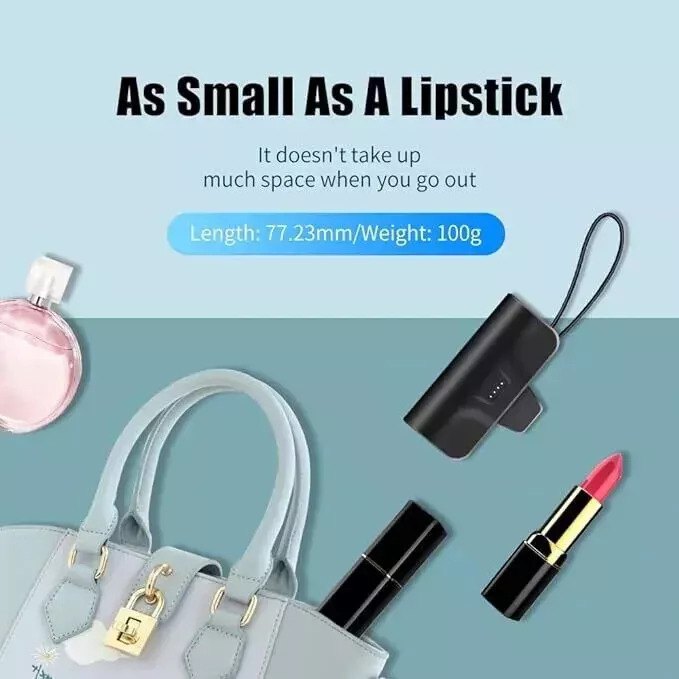 As Small As A Lipstick
It doesn't take up
much space when you go out
Length: 77.23mm/Weight: 100g